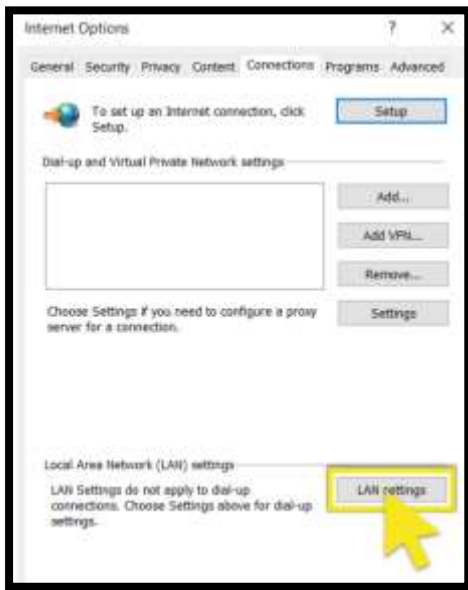 Internet Options
?
General Security Privacy Content Connections Programs Advanced
To set up an Internet connection, click
Setup.
Setup
Dial-up and Virtual Private Network settings
Add...
Add VPN...
Remove...
Choose Settings if you need to configure a proxy
server for a connection.
Settings
Local Area Network (LAN) settings
LAN Settings do not apply to dial-up
connections. Choose Settings above for dial-up
settings.
LAN settings